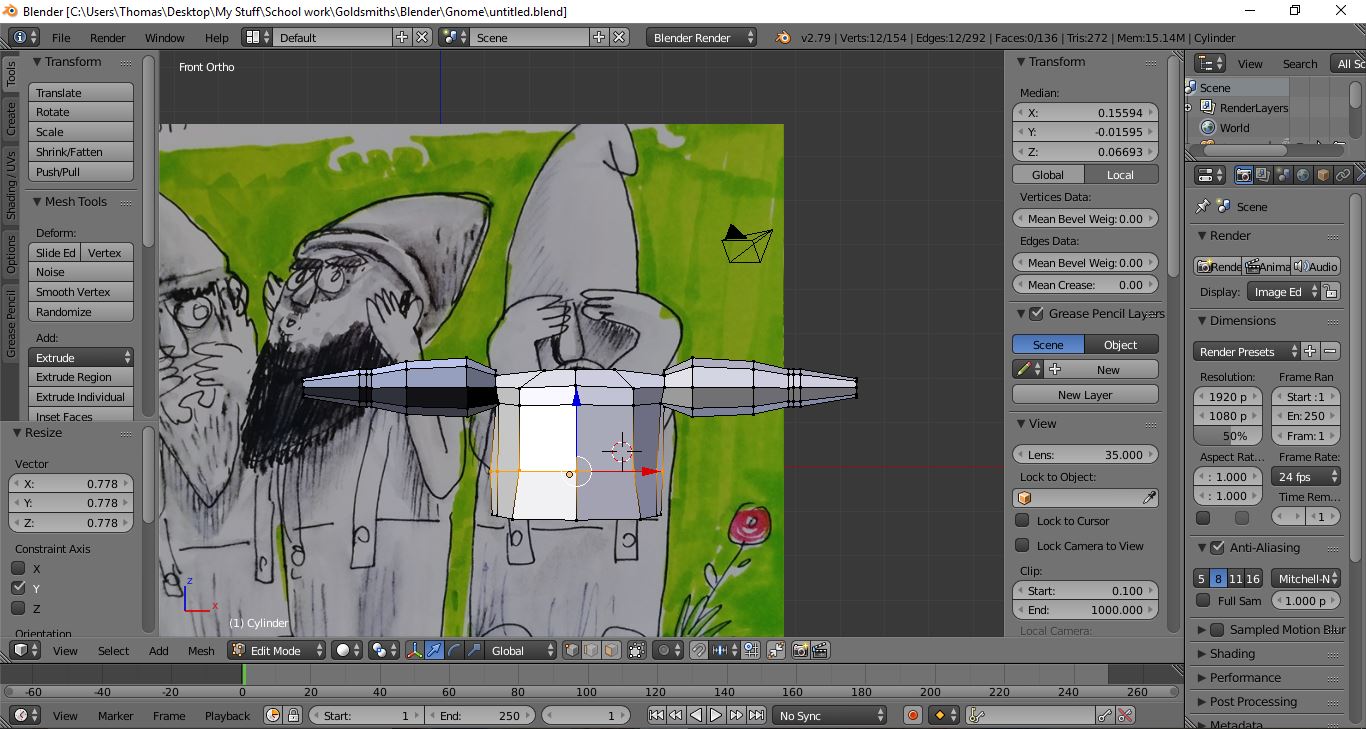 Blender [C:\Users\Thomas\Desktop\My Stuff\School work\Goldsmiths\Blender\Gnome\untitled.blend]
File Render Window Help Default Scene Blender Render v2.79 | Verts:12/154 | Edges:12/292 | Faces:0/136 | Tris:272 | Mem:15.14M | Cylinder
Tools
Create
Shading / UVs
Options
Grease Pencil
Transform
Translate
Rotate
Scale
Shrink/Fatten
Push/Pull
Mesh Tools
Deform:
Slide Ed Vertex
Noise
Smooth Vertex
Randomize
Add:
Extrude
Extrude Region
Extrude Individual
Inset Faces
Resize
Vector
X: 0.778
Y: 0.778
Z: 0.778
Constraint Axis
X
Y
Z
Orientation
Front Ortho
z
x
(1) Cylinder
Transform
Median:
X: 0.15594
Y: -0.01595
Z: 0.06693
Global Local
Vertices Data:
Mean Bevel Weig: 0.00
Edges Data:
Mean Bevel Weig: 0.00
Mean Crease: 0.00
Grease Pencil Layers
Scene Object
New
New Layer
View
Lens: 35.000
Lock to Object:
Lock to Cursor
Lock Camera to View
Clip:
Start: 0.100
End: 1000.000
Local Camera:
View Search All Sc
Scene
RenderLayers
World
Scene
Render
Rende Anima Audio
Display: Image Ed
Dimensions
Render Presets
Resolution: Frame Ran
1920 p Start :1
1080 p En: 250
50% Fram: 1
Aspect Rat... Frame Rate:
: 1.000 24 fps
: 1.000 Time Rem...
1
Anti-Aliasing
5 8 11 16 Mitchell-N
Full Sam 1.000 p
Sampled Motion Blur
Shading
Performance
Post Processing
Metadata
View Select Add Mesh Edit Mode Global
-60 -40 -20 0 20 40 60 80 100 120 140 160 180 200 220 240 260
View Marker Frame Playback Start: 1 End: 250 1 No Sync